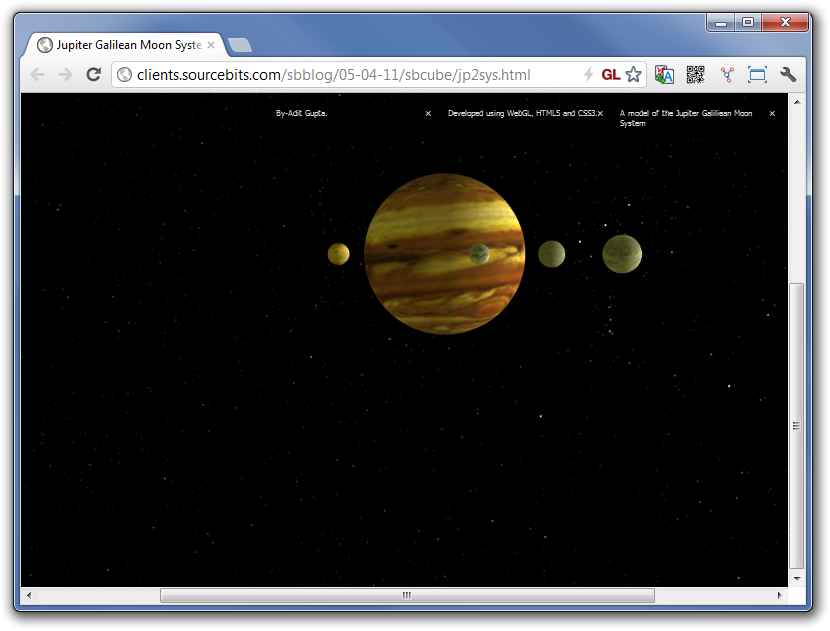 Jupiter Galilean Moon Syste
clients.sourcebits.com/sbblog/05-04-11/sbcube/jp2sys.html
GL
By-Adit Gupta.
Developed using WebGL, HTML5 and CSS3.
A model of the Jupiter Galiliean Moon
System